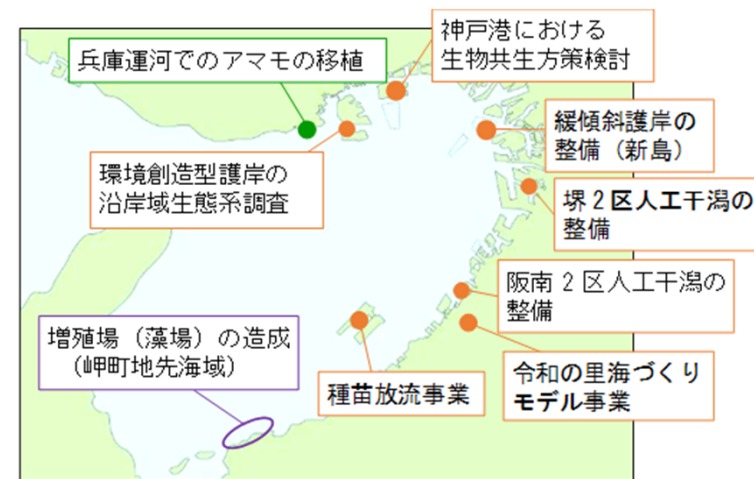 神戸港における
生物共生方策検討
兵庫運河でのアマモの移植
緩傾斜護岸の
整備（新島）
環境創造型護岸の
沿岸域生態系調査
堺2区人工干潟の
整備
阪南2区人工干潟の
整備
増殖場（藻場）の造成
（岬町地先海域）
種苗放流事業
令和の里海づくり
モデル事業